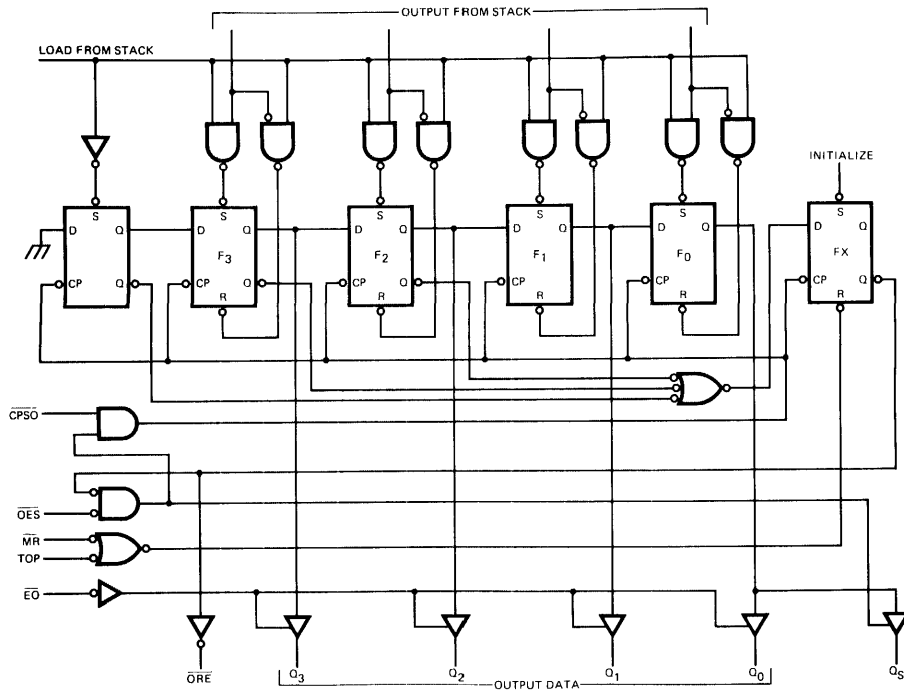 OUTPUT FROM STACK
LOAD FROM STACK
INITIALIZE
S S S S S S
D Q D Q D Q D Q D Q D
F3 F2 F1 F0 FX
CP Q CP Q CP Q CP CP CP Q
R R R R R
CPSO
OES
MR
TOP
EO
ORE Q3 Q2 Q1 Q0 QS
OUTPUT DATA